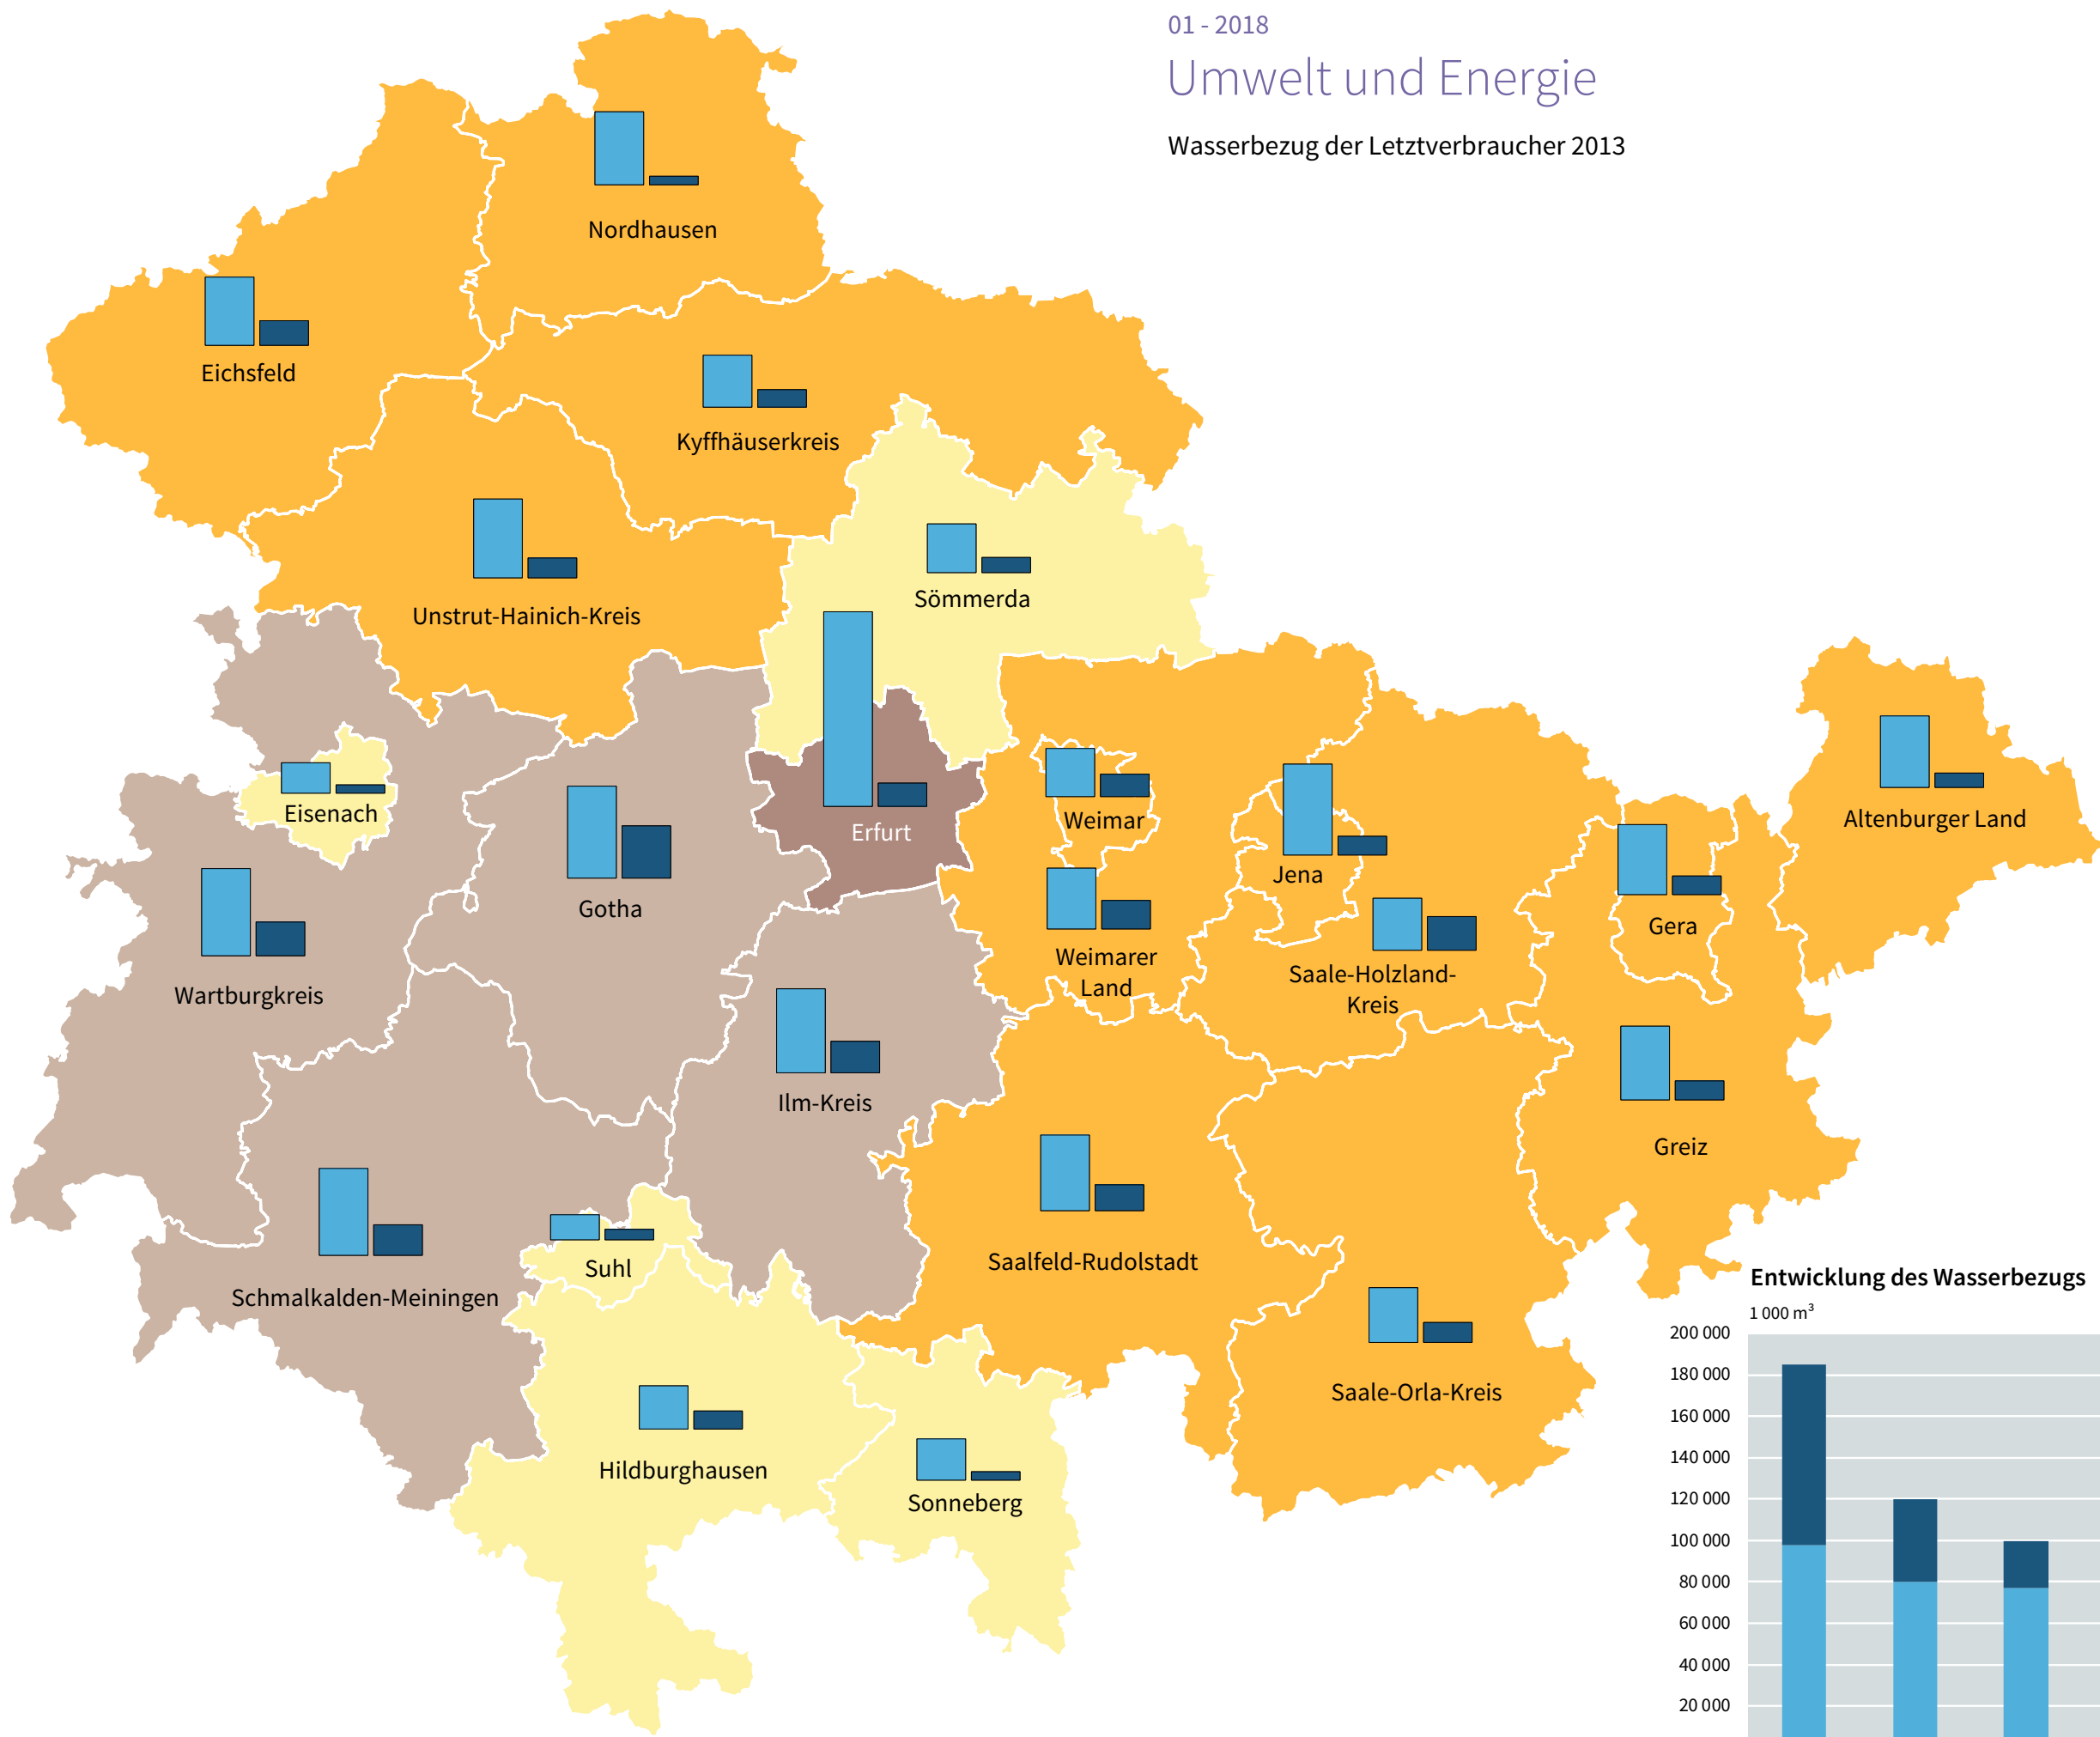 01 - 2018
Umwelt und Energie
Wasserbezug der Letztverbraucher 2013
Nordhausen
Eichsfeld
Kyffhäuserkreis
Sömmerda
Unstrut-Hainich-Kreis
Eisenach
Erfurt
Weimar
Altenburger Land
Jena
Gotha
Gera
Weimarer
Land
Saale-Holzland-
Kreis
Wartburgkreis
Ilm-Kreis
Greiz
Saalfeld-Rudolstadt
Suhl
Schmalkalden-Meiningen
Saale-Orla-Kreis
Hildburghausen
Sonneberg
Entwicklung des Wasserbezugs
1 000 m³
200 000
180 000
160 000
140 000
120 000
100 000
80 000
60 000
40 000
20 000